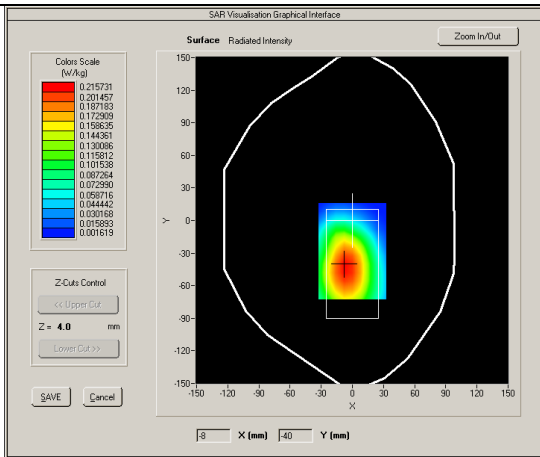 SAR Visualisation Graphical Interface
Surface Radiated Intensity
Zoom In/Out
Colors Scale
(W/kg)
0.215731
0.201457
0.187183
0.172909
0.158635
0.144361
0.130086
0.115812
0.101538
0.087264
0.072990
0.058716
0.044442
0.030168
0.015893
0.001619
Z-Cuts Control
<< Upper Cut
Z = 4.0 mm
Lower Cut >>
SAVE Cancel
150
120
90
60
30
0
-30
-60
-90
-120
-150
Y
-150 -120 -90 -60 -30 0 30 60 90 120 150
X
-8 X (mm) -40 Y (mm)